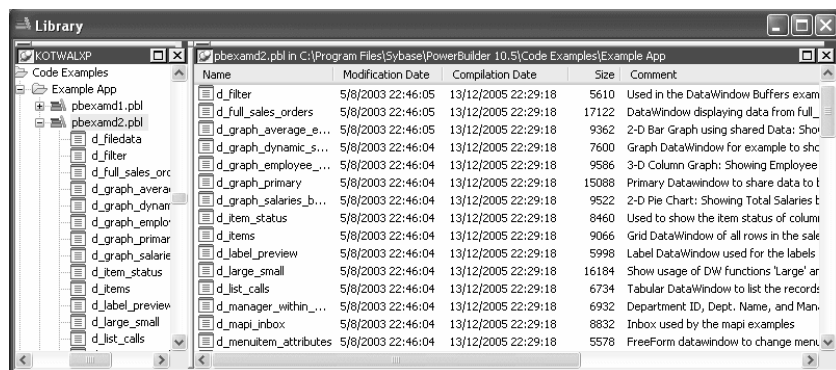 Library
KOTWALXP
Code Examples
Example App
pbexamd1.pbl
pbexamd2.pbl
d_filedata
d_filter
d_full_sales_orc
d_graph_avera
d_graph_dynam
d_graph_emplo
d_graph_primar
d_graph_salarie
d_item_status
d_items
d_label_preview
d_large_small
d_list_calls
pbexamd2.pbl in C:\Program Files\Sybase\PowerBuilder 10.5\Code Examples\Example App
Name Modification Date Compilation Date Size Comment
d_filter 5/8/2003 22:46:05 13/12/2005 22:29:18 5610 Used in the DataWindow Buffers exam
d_full_sales_orders 5/8/2003 22:46:05 13/12/2005 22:29:18 17122 DataWindow displaying data from full_
d_graph_average_e... 5/8/2003 22:46:05 13/12/2005 22:29:18 9362 2-D Bar Graph using shared Data: Sho
d_graph_dynamic_s... 5/8/2003 22:46:04 13/12/2005 22:29:18 7600 Graph DataWindow for example to shc
d_graph_employee_... 5/8/2003 22:46:04 13/12/2005 22:29:18 9586 3-D Column Graph: Showing Employee
d_graph_primary 5/8/2003 22:46:04 13/12/2005 22:29:18 15088 Primary Datawindow to share data to b
d_graph_salaries_b... 5/8/2003 22:46:04 13/12/2005 22:29:18 9522 2-D Pie Chart: Showing Total Salaries b
d_item_status 5/8/2003 22:46:04 13/12/2005 22:29:18 8460 Used to show the item status of column
d_items 5/8/2003 22:46:04 13/12/2005 22:29:18 9066 Grid DataWindow of all rows in the sale
d_label_preview 5/8/2003 22:46:04 13/12/2005 22:29:18 5998 Label DataWindow used for the labels
d_large_small 5/8/2003 22:46:04 13/12/2005 22:29:18 16184 Show usage of DW functions 'Large' ar
d_list_calls 5/8/2003 22:46:04 13/12/2005 22:29:18 6734 Tabular DataWindow to list the records
d_manager_within_... 5/8/2003 22:46:04 13/12/2005 22:29:18 6932 Department ID, Dept. Name, and Man
d_mapi_inbox 5/8/2003 22:46:04 13/12/2005 22:29:18 8832 Inbox used by the mapi examples
d_menuitem_attributes 5/8/2003 22:46:04 13/12/2005 22:29:18 5578 FreeForm datawindow to change menu